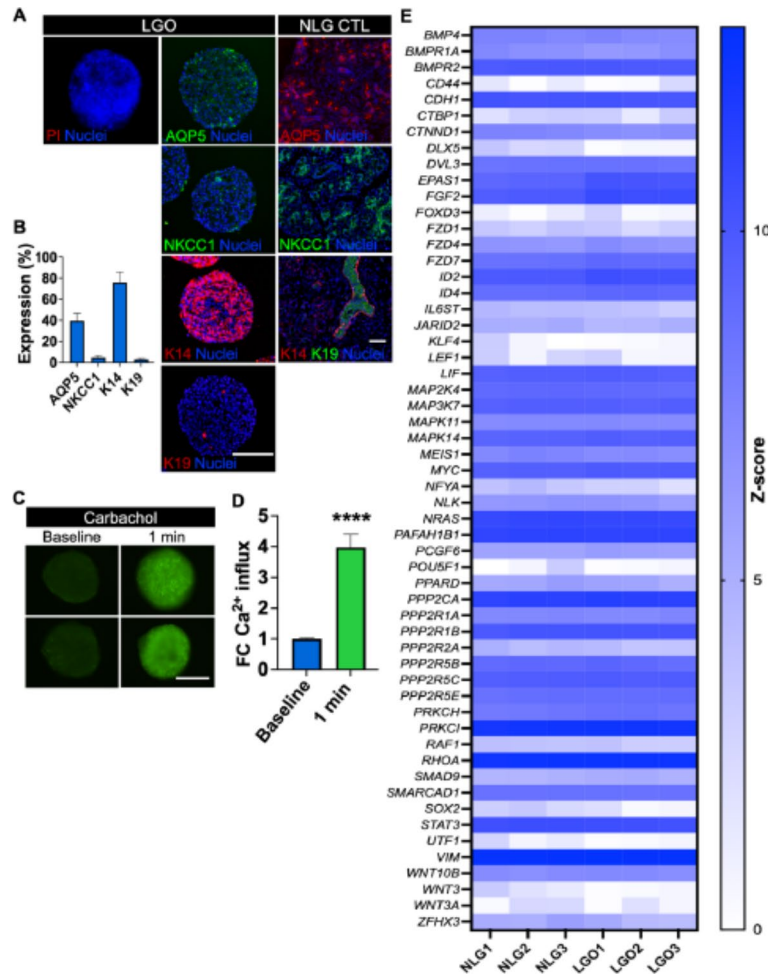 A
LGO
NLG CTL
PI Nuclei
AQP5 Nuclei
AQP5 Nuclei
NKCC1 Nuclei
NKCC1 Nuclei
K14 Nuclei
K14 K19 Nuclei
K19 Nuclei
B
Expression (%)
100
80
60
40
20
0
AQP5
NKCC1
K14
K19
C
Carbachol
Baseline
1 min
D
FC Ca²⁺ influx
5
4
3
2
1
0
****
Baseline
1 min
E
BMP4
BMPR1A
BMPR2
CD44
CDH1
CTBP1
CTNND1
DLX5
DVL3
EPAS1
FGF2
FOXD3
FZD1
FZD4
FZD7
ID2
ID4
IL6ST
JARID2
KLF4
LEF1
LIF
MAP2K4
MAP3K7
MAPK11
MAPK14
MEIS1
MYC
NFYA
NLK
NRAS
PAFAH1B1
PCGF6
POU5F1
PPARD
PPP2CA
PPP2R1A
PPP2R1B
PPP2R2A
PPP2R5B
PPP2R5C
PPP2R5E
PRKCH
PRKCI
RAF1
RHOA
SMAD9
SMARCAD1
SOX2
STAT3
UTF1
VIM
WNT10B
WNT3
WNT3A
ZFHX3
NLG1
NLG2
NLG3
LGO1
LGO2
LGO3
10
5
0
Z-score